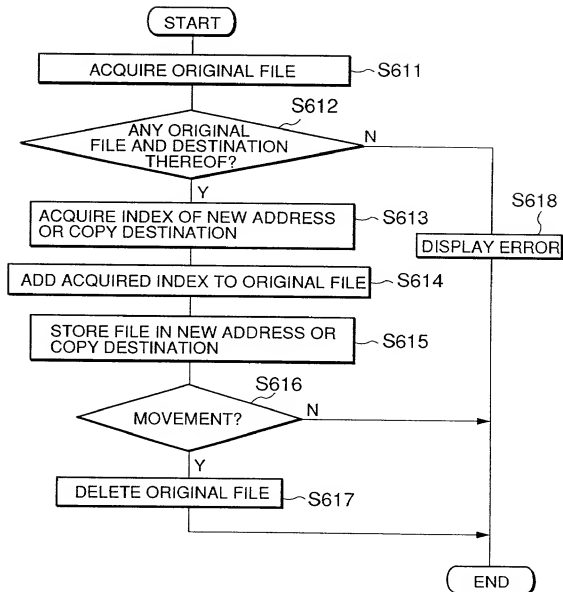 START
ACQUIRE ORIGINAL FILE
S611
S612
ANY ORIGINAL
FILE AND DESTINATION
THEREOF?
N
Y
S618
ACQUIRE INDEX OF NEW ADDRESS
OR COPY DESTINATION
S613
DISPLAY ERROR
ADD ACQUIRED INDEX TO ORIGINAL FILE
S614
STORE FILE IN NEW ADDRESS OR
COPY DESTINATION
S615
S616
MOVEMENT?
N
Y
DELETE ORIGINAL FILE
S617
END